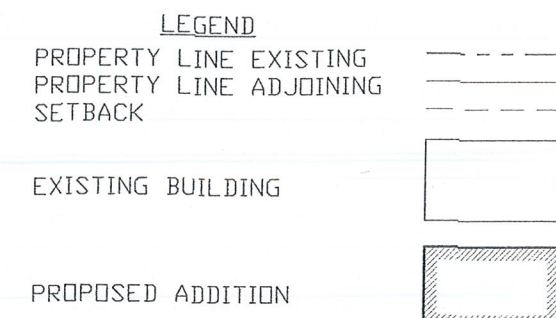 LEGEND
PROPERTY LINE EXISTING
PROPERTY LINE ADJOINING
SETBACK
EXISTING BUILDING
PROPOSED ADDITION